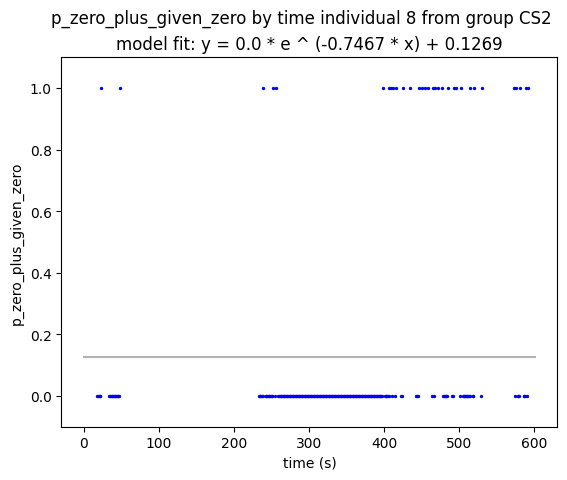 p_zero_plus_given_zero by time individual 8 from group CS2
model fit: y = 0.0 * e ^ (-0.7467 * x) + 0.1269
1.0
0.8
0.6
0.4
0.2
0.0
p_zero_plus_given_zero
0 100 200 300 400 500 600
time (s)